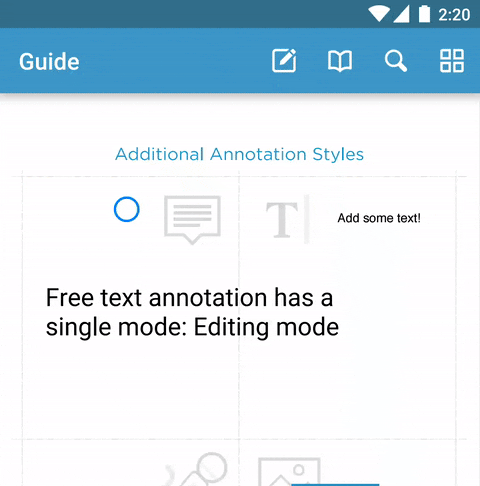 2:20
Guide
Additional Annotation Styles
T
Add some text!
Free text annotation has a
single mode: Editing mode